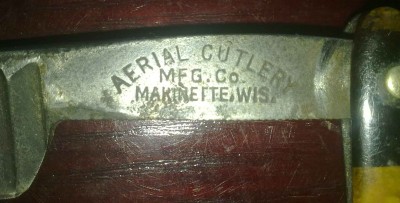 AERIAL CUTLERY
MFG. Co.
MARINETTE, WIS.